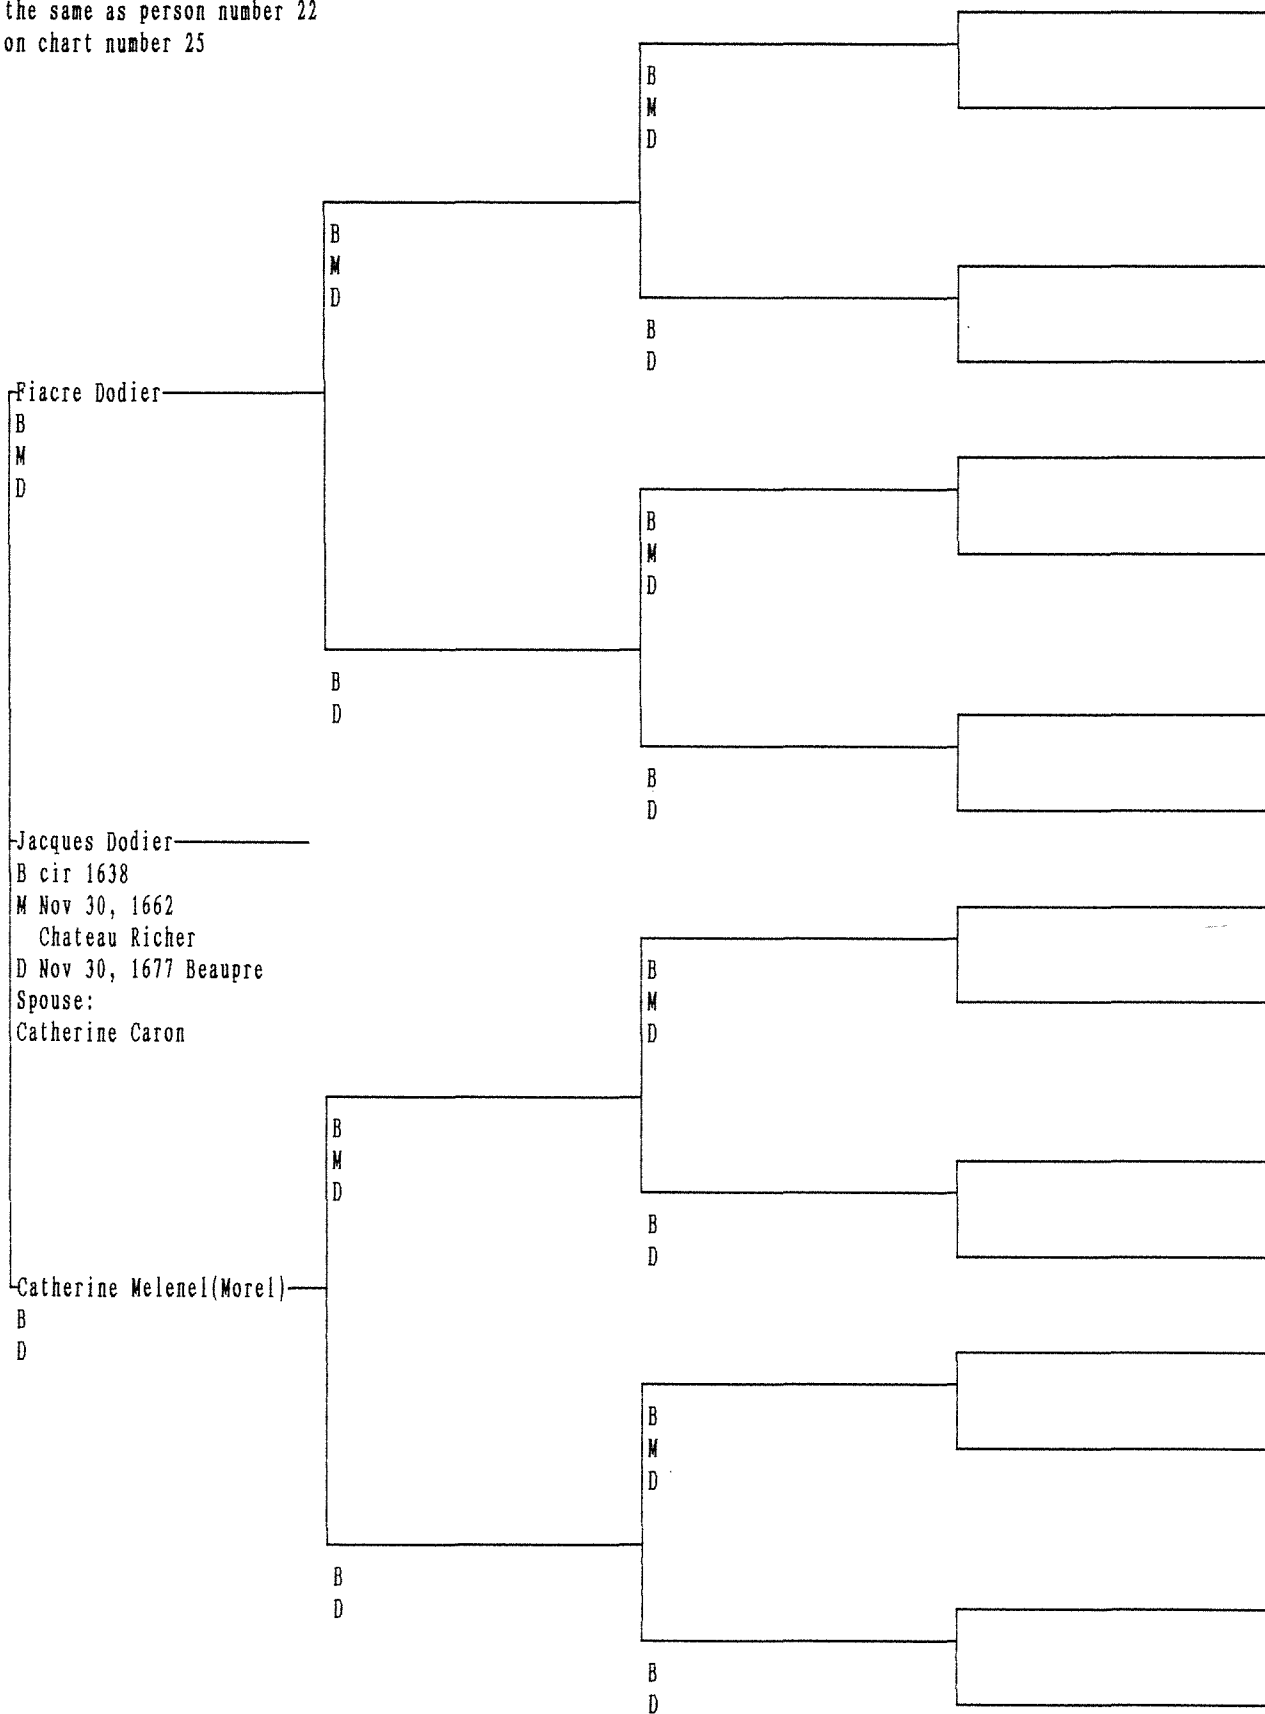 the same as person number 22
on chart number 25
B
M
D
B
M
D
B
D
Fiacre Dodier
B
M
D
B
M
D
B
D
B
D
Jacques Dodier
B cir 1638
M Nov 30, 1662
Chateau Richer
D Nov 30, 1677 Beaupre
Spouse:
Catherine Caron
B
M
D
B
M
D
B
D
Catherine Melenel(Morel)
B
D
B
M
D
B
D
B
D